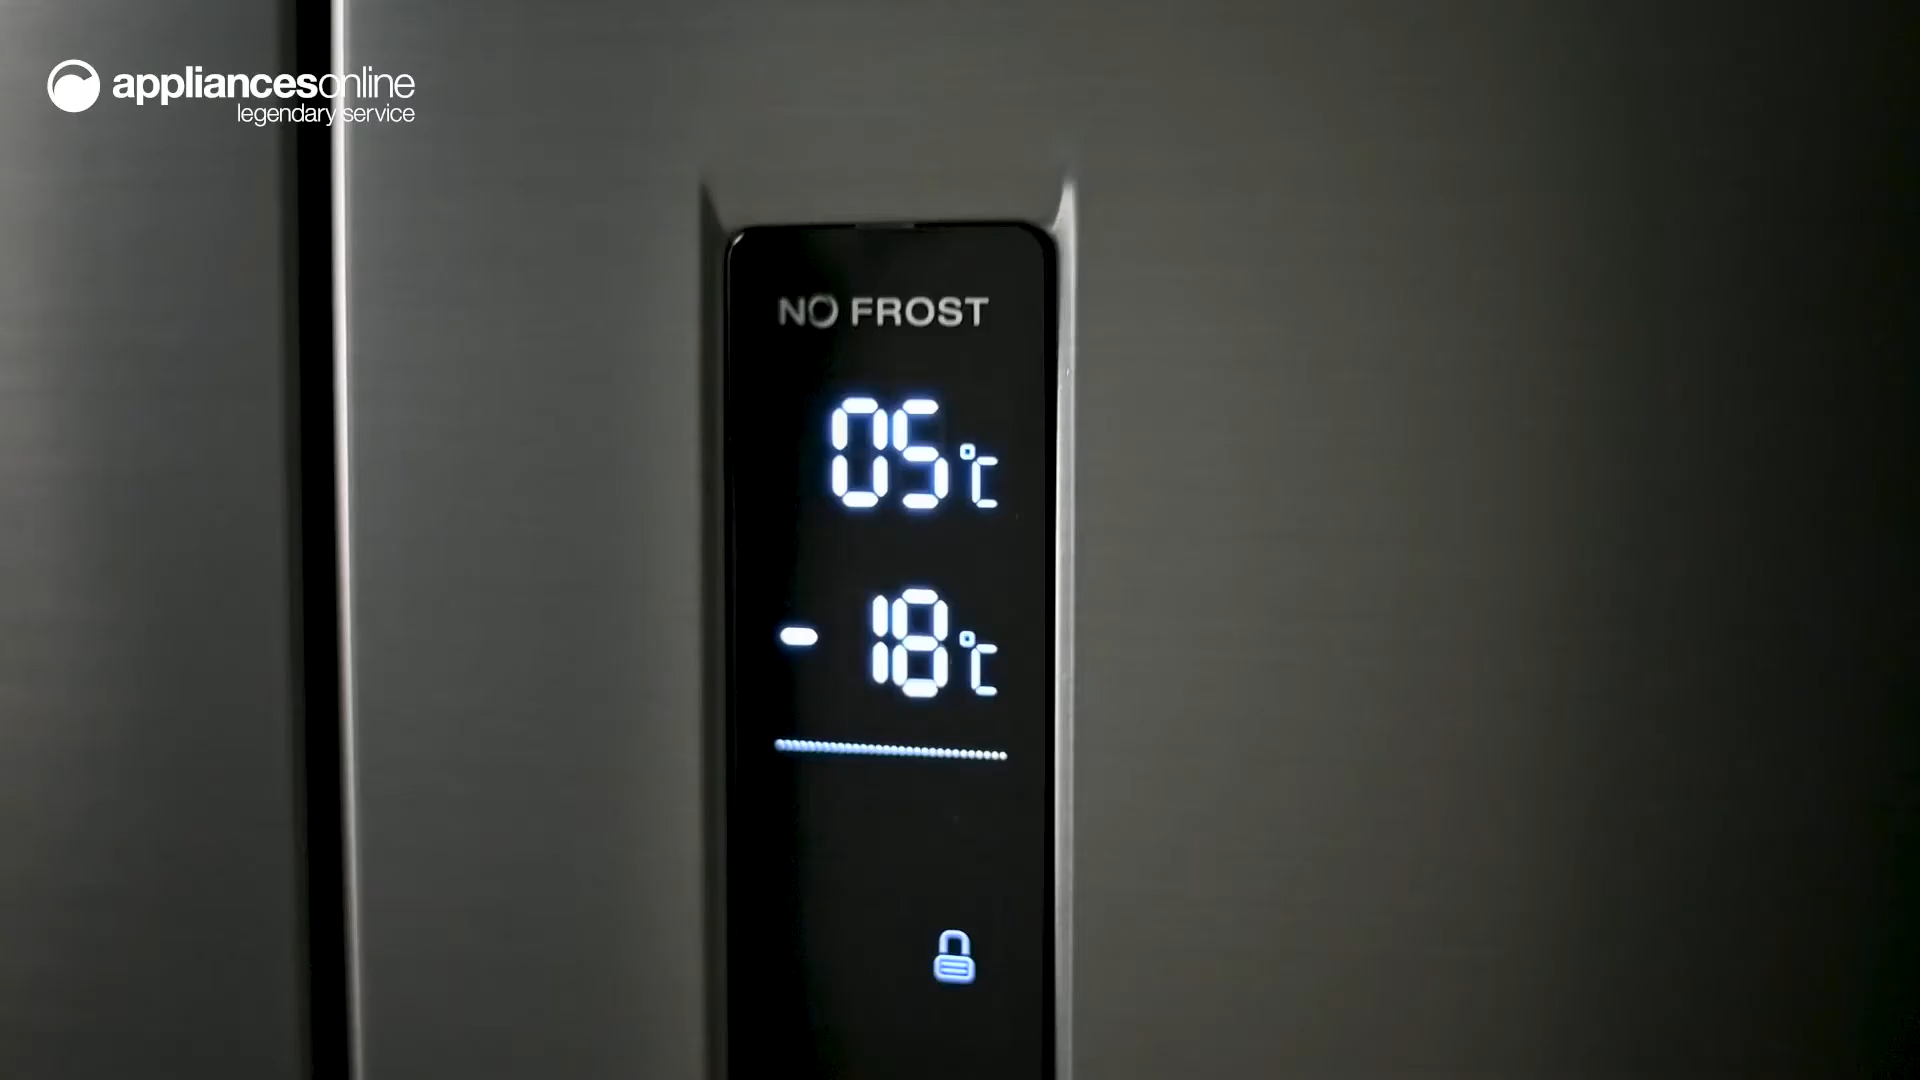 appliancesonline
legendary service
NO FROST
05°C
- 18°C